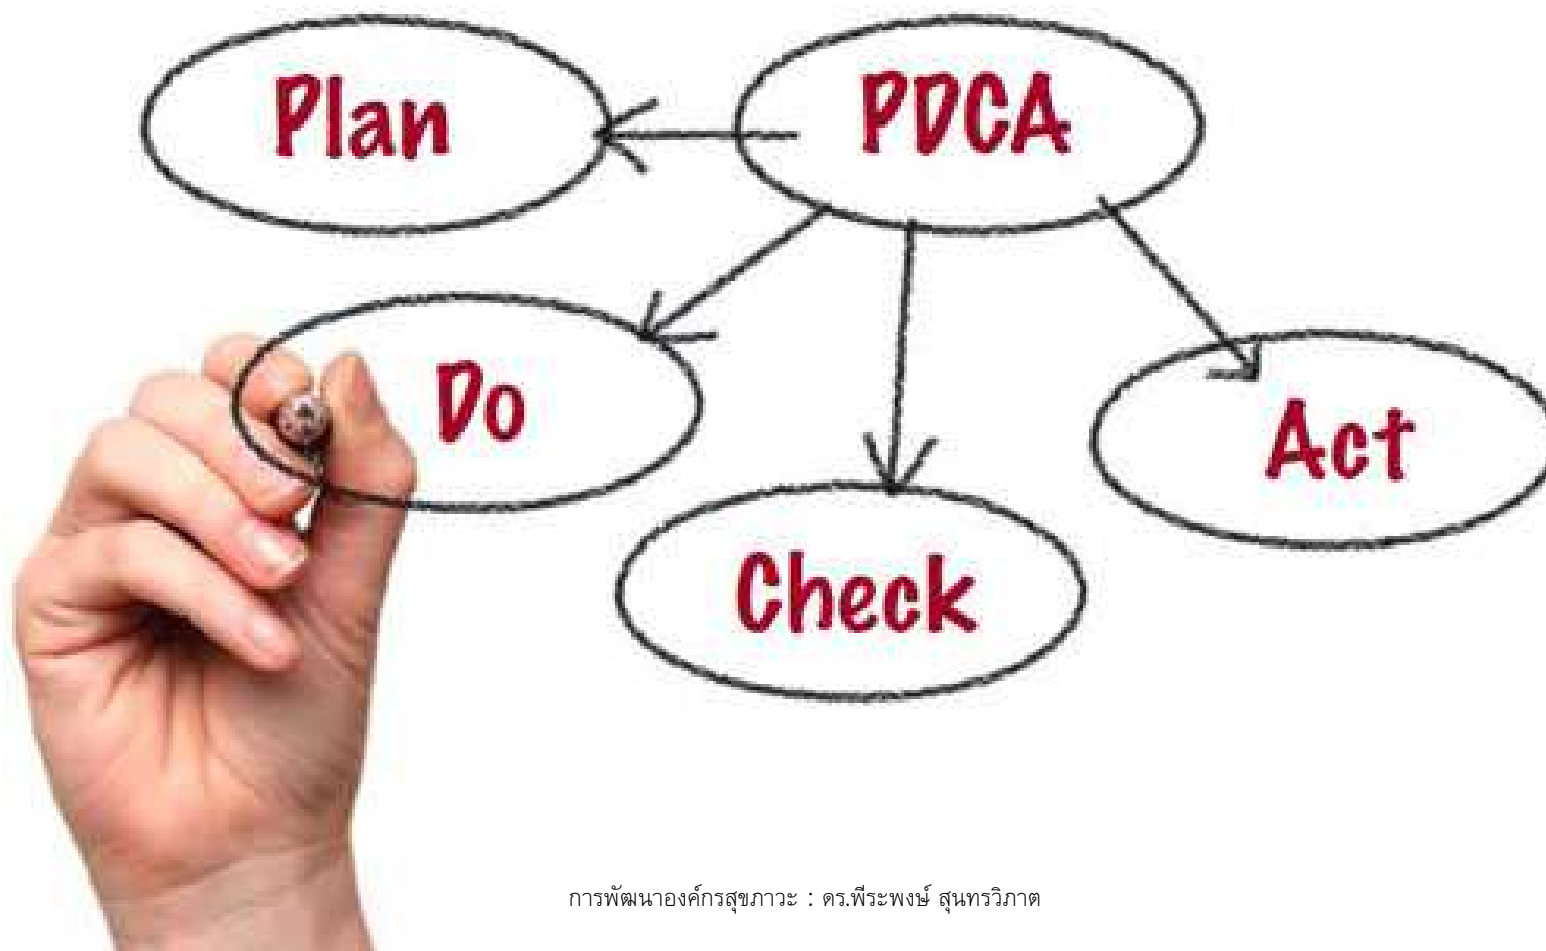 Plan
PDCA
Do
Act
Check
การพัฒนาองค์กรสุขภาวะ : ดร.พีระพงษ์ สุนทรวิภาต